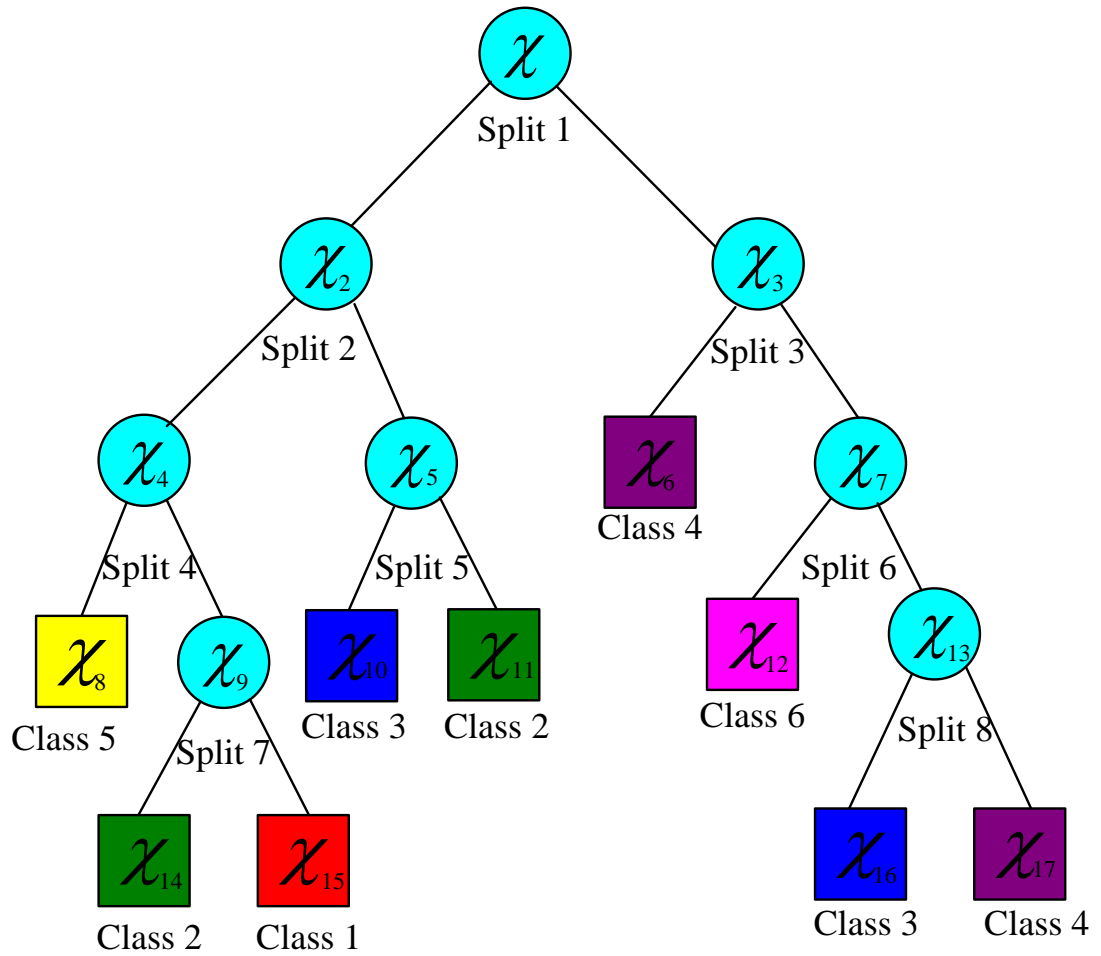 χ
Split 1
χ2
χ3
Split 2
Split 3
χ4
χ5
χ6
χ7
Class 4
Split 4
Split 5
Split 6
χ8
χ9
χ10
χ11
χ12
χ13
Class 5
Class 3
Class 2
Class 6
Split 7
Split 8
χ14
χ15
χ16
χ17
Class 2
Class 1
Class 3
Class 4